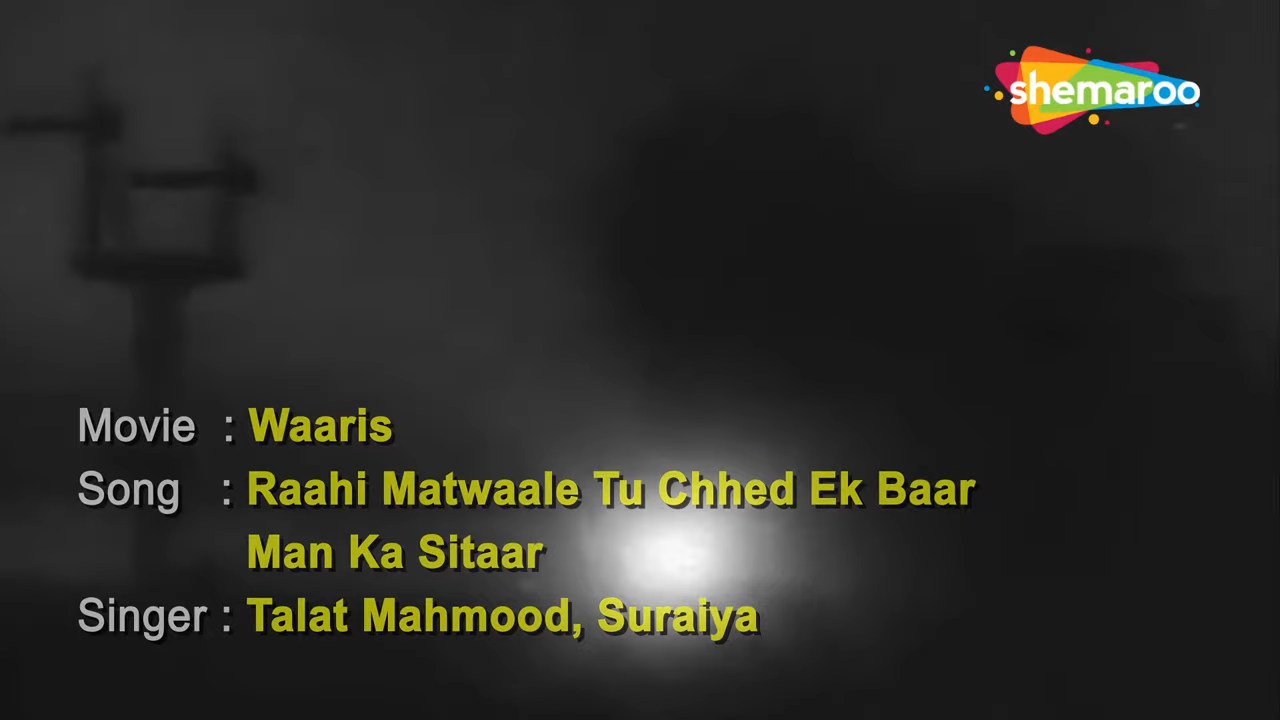 shemaroo
Movie : Waaris
Song : Raahi Matwaale Tu Chhed Ek Baar
Man Ka Sitaar
Singer : Talat Mahmood, Suraiya